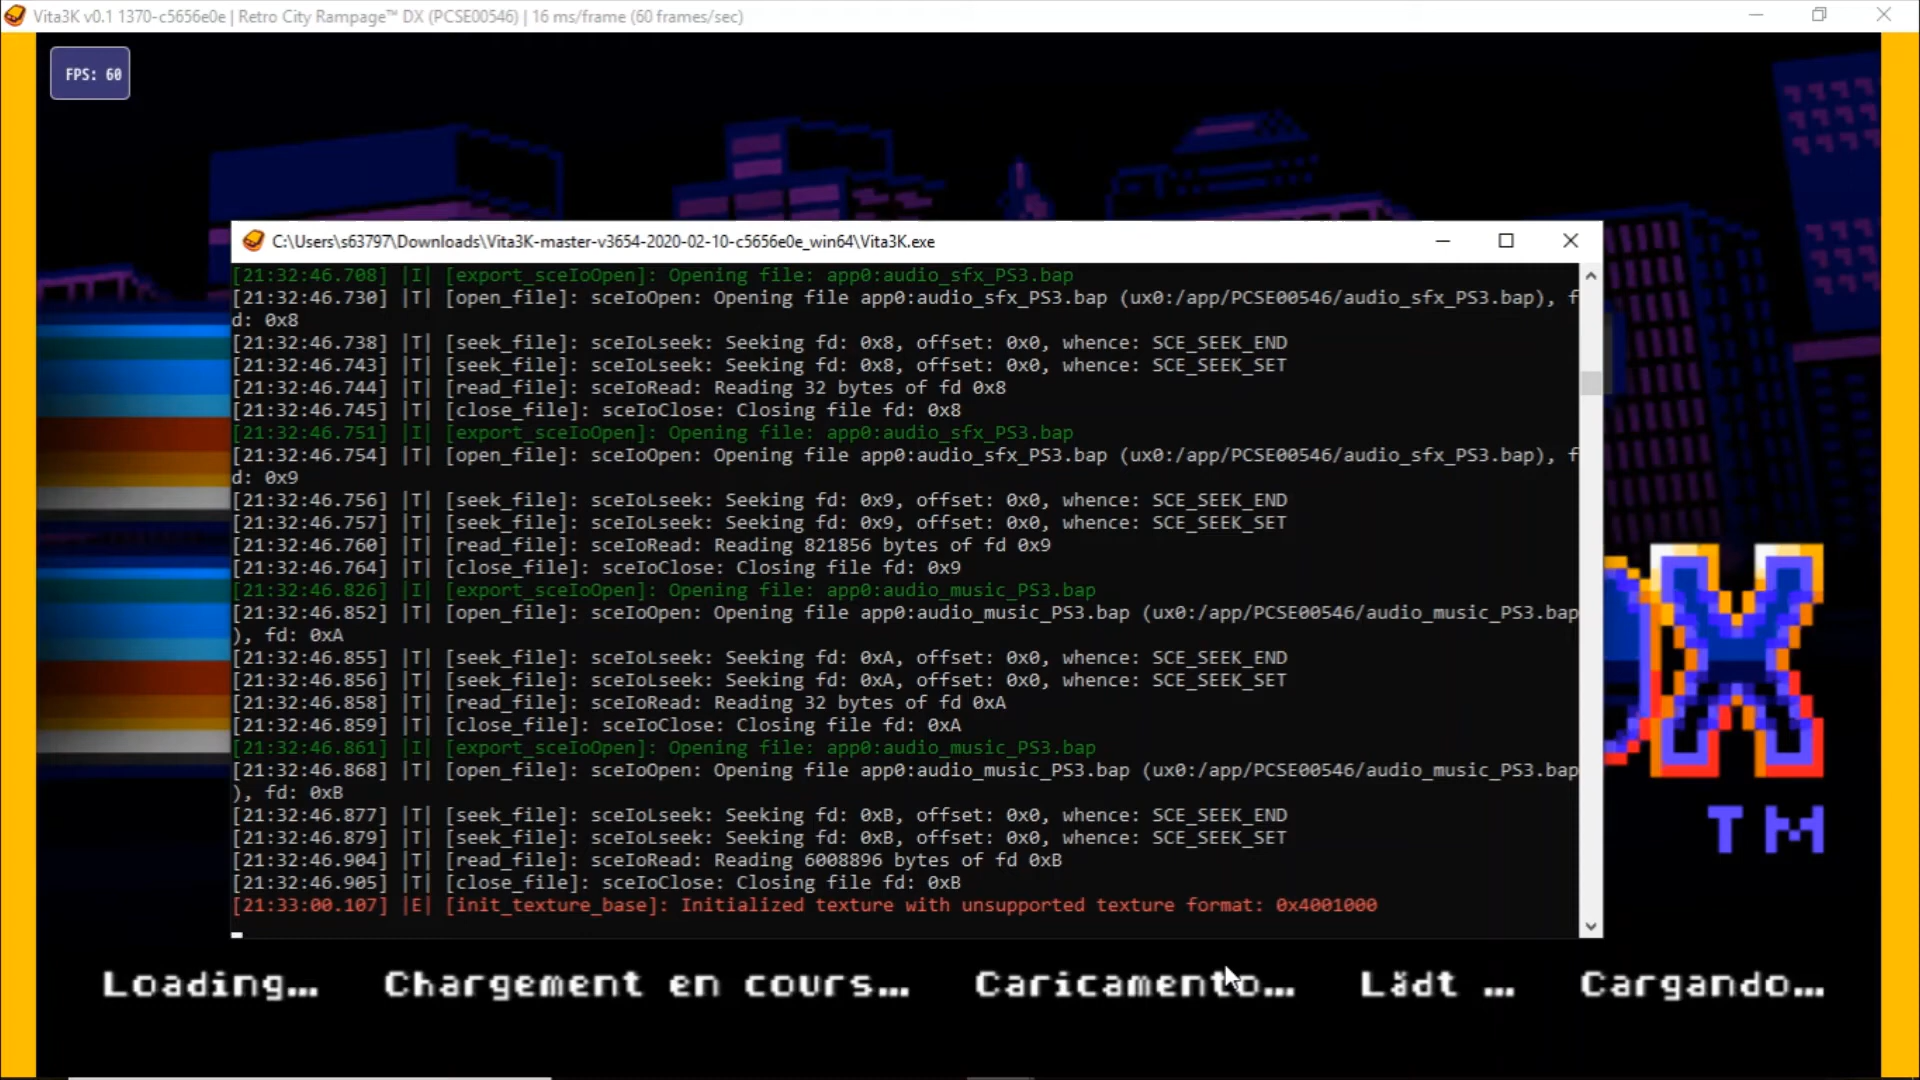 Vita3K v0.1 1370-c5656e0e | Retro City Rampage™ DX (PCSE00546) | 16 ms/frame (60 frames/sec)
FPS: 60
C:\Users\s63797\Downloads\Vita3K-master-v3654-2020-02-10-c5656e0e_win64\Vita3K.exe
[21:32:46.708] |I| [export_sceIoOpen]: Opening file: app0:audio_sfx_PS3.bap
[21:32:46.730] |T| [open_file]: sceIoOpen: Opening file app0:audio_sfx_PS3.bap (ux0:/app/PCSE00546/audio_sfx_PS3.bap), f
d: 0x8
[21:32:46.738] |T| [seek_file]: sceIoLseek: Seeking fd: 0x8, offset: 0x0, whence: SCE_SEEK_END
[21:32:46.743] |T| [seek_file]: sceIoLseek: Seeking fd: 0x8, offset: 0x0, whence: SCE_SEEK_SET
[21:32:46.744] |T| [read_file]: sceIoRead: Reading 32 bytes of fd 0x8
[21:32:46.745] |T| [close_file]: sceIoClose: Closing file fd: 0x8
[21:32:46.751] |I| [export_sceIoOpen]: Opening file: app0:audio_sfx_PS3.bap
[21:32:46.754] |T| [open_file]: sceIoOpen: Opening file app0:audio_sfx_PS3.bap (ux0:/app/PCSE00546/audio_sfx_PS3.bap), f
d: 0x9
[21:32:46.756] |T| [seek_file]: sceIoLseek: Seeking fd: 0x9, offset: 0x0, whence: SCE_SEEK_END
[21:32:46.757] |T| [seek_file]: sceIoLseek: Seeking fd: 0x9, offset: 0x0, whence: SCE_SEEK_SET
[21:32:46.760] |T| [read_file]: sceIoRead: Reading 821856 bytes of fd 0x9
[21:32:46.764] |T| [close_file]: sceIoClose: Closing file fd: 0x9
[21:32:46.826] |I| [export_sceIoOpen]: Opening file: app0:audio_music_PS3.bap
[21:32:46.852] |T| [open_file]: sceIoOpen: Opening file app0:audio_music_PS3.bap (ux0:/app/PCSE00546/audio_music_PS3.bap
), fd: 0xA
[21:32:46.855] |T| [seek_file]: sceIoLseek: Seeking fd: 0xA, offset: 0x0, whence: SCE_SEEK_END
[21:32:46.856] |T| [seek_file]: sceIoLseek: Seeking fd: 0xA, offset: 0x0, whence: SCE_SEEK_SET
[21:32:46.858] |T| [read_file]: sceIoRead: Reading 32 bytes of fd 0xA
[21:32:46.859] |T| [close_file]: sceIoClose: Closing file fd: 0xA
[21:32:46.861] |I| [export_sceIoOpen]: Opening file: app0:audio_music_PS3.bap
[21:32:46.868] |T| [open_file]: sceIoOpen: Opening file app0:audio_music_PS3.bap (ux0:/app/PCSE00546/audio_music_PS3.bap
), fd: 0xB
[21:32:46.877] |T| [seek_file]: sceIoLseek: Seeking fd: 0xB, offset: 0x0, whence: SCE_SEEK_END
[21:32:46.879] |T| [seek_file]: sceIoLseek: Seeking fd: 0xB, offset: 0x0, whence: SCE_SEEK_SET
[21:32:46.904] |T| [read_file]: sceIoRead: Reading 6008896 bytes of fd 0xB
[21:32:46.905] |T| [close_file]: sceIoClose: Closing file fd: 0xB
[21:33:00.107] |E| [init_texture_base]: Initialized texture with unsupported texture format: 0x4001000
X
TM
Loading... Chargement en cours... Caricamento... Lädt ... Cargando...